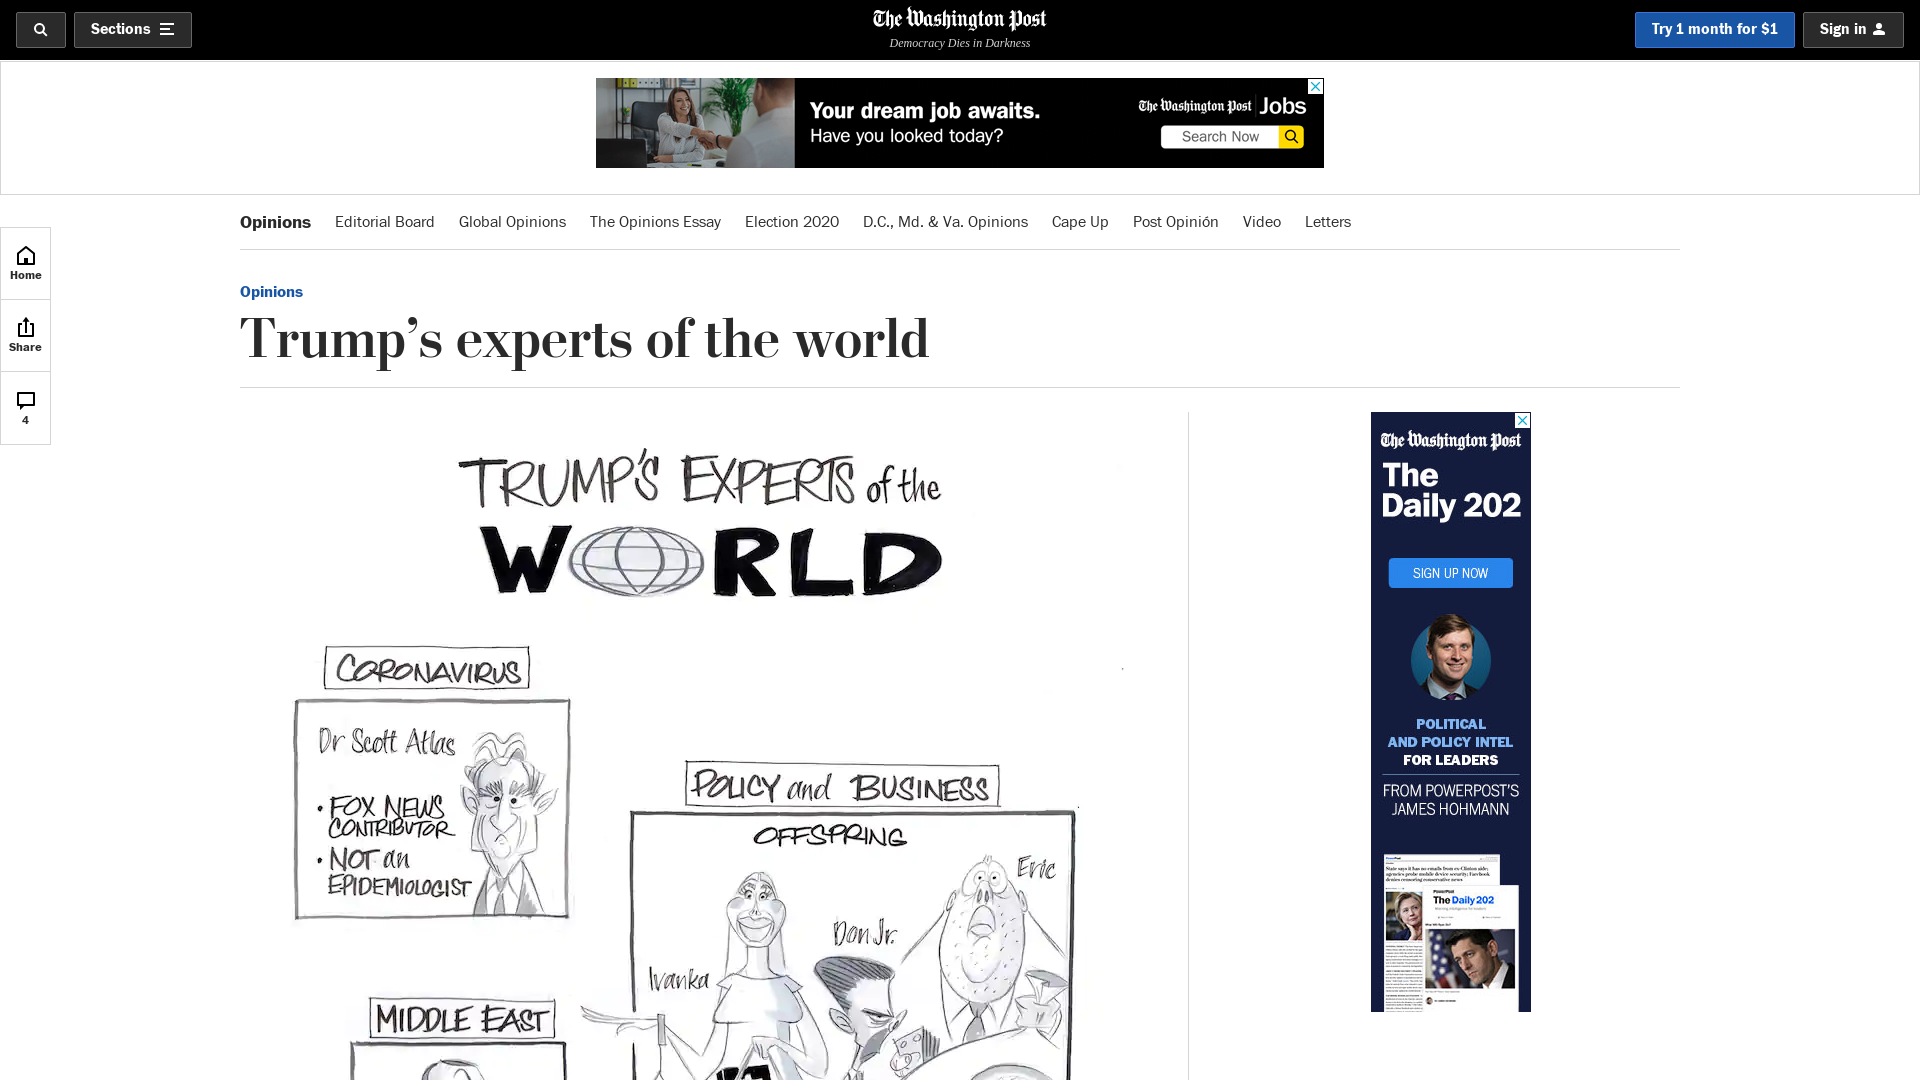 Sections
The Washington Post
Democracy Dies in Darkness
Try 1 month for $1
Sign in
Your dream job awaits.
Have you looked today?
The Washington Post Jobs
Search Now
Opinions Editorial Board Global Opinions The Opinions Essay Election 2020 D.C., Md. & Va. Opinions Cape Up Post Opinión Video Letters
Home
Share
4
Opinions
Trump’s experts of the world
TRUMP'S EXPERTS of the
WORLD
CORONAVIRUS
Dr Scott Atlas
• FOX NEWS
CONTRIBUTOR
• NOT an
EPIDEMIOLOGIST
POLICY and BUSINESS
OFFSPRING
Eric
Don Jr.
Ivanka
MIDDLE EAST
The Washington Post
The
Daily 202
SIGN UP NOW
POLITICAL
AND POLICY INTEL
FOR LEADERS
FROM POWERPOST'S
JAMES HOHMANN
PowerPost
The Daily 202